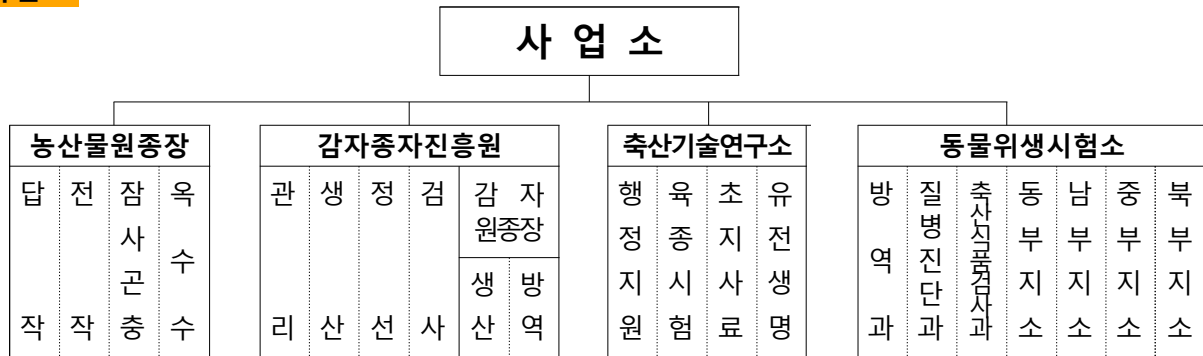 사 업 소
농산물원종장
답작
전작
잠사곤충
옥수수
감자종자진흥원
관리
생산
정선
검사
감 자
원종장
생산
방역
축산기술연구소
행정지원
육종시험
초지사료
유전생명
동물위생시험소
방역과
질병진단과
축산식품검사과
동부지소
남부지소
중부지소
북부지소